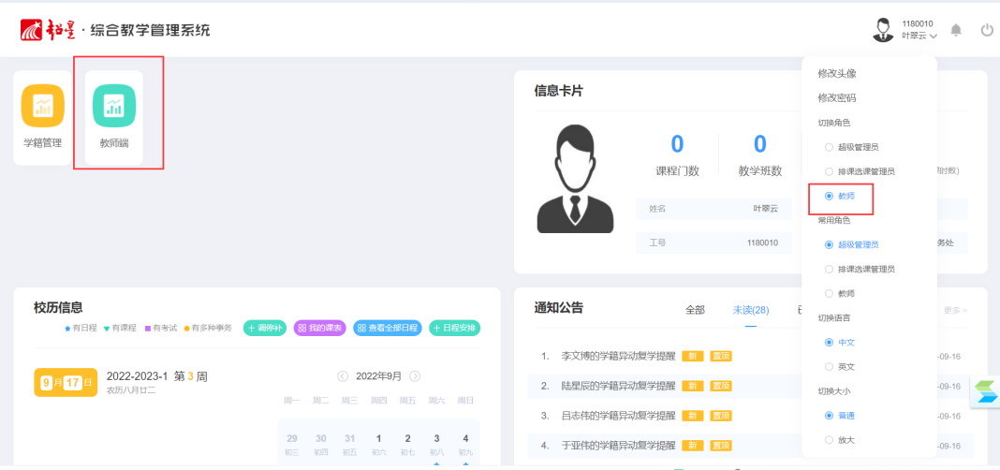 超星·综合教学管理系统
1180010
叶翠云
学籍管理
教师端
信息卡片
0
课程门数
0
教学班数
时数)
姓名
叶翠云
工号
1180010
务处
修改头像
修改密码
切换角色
超级管理员
排课选课管理员
教师
常用角色
超级管理员
排课选课管理员
教师
切换语言
中文
英文
切换大小
普通
放大
校历信息
有日程 有课程 有考试 有多种事务
+ 调停补
我的课表
查看全部日程
+ 日程安排
9月17日
2022-2023-1 第3周
农历八月廿二
2022年9月
周一 周二 周三 周四 周五 周六 周日
29 30 31 1 2 3 4
初三 初四 初五 初六 初七 初八 初九
通知公告
全部
未读(28)
更多 >
1. 李文博的学籍异动复学提醒 新 置顶
-09-16
2. 陆星辰的学籍异动复学提醒 新 置顶
-09-16
3. 吕志伟的学籍异动复学提醒 新 置顶
-09-16
4. 于亚伟的学籍异动复学提醒 新 置顶
-09-16